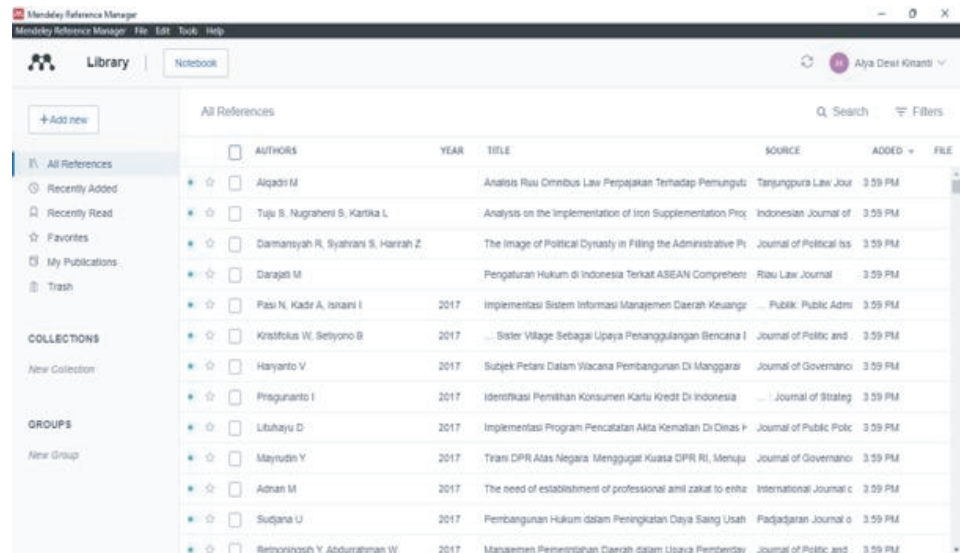 Mendeley Reference Manager
Mendeley Reference Manager File Edit Tools Help
Library Notebook Alya Dewi Kinanti
+Add new All References Search Filters
AUTHORS YEAR TITLE SOURCE ADDED FILE
All References
Recently Added
Recently Read
Favorites
My Publications
Trash
COLLECTIONS
New Collection
GROUPS
New Group
Alqadri M Analisis Ruu Omnibus Law Perpajakan Terhadap Pemunguta Tanjungpura Law Jour 3:59 PM
Tuju S, Nugraheni S, Kartika L Analysis on the Implementation of Iron Supplementation Prog Indonesian Journal of 3:59 PM
Darmansyah R, Syahrani S, Harirah Z The Image of Political Dynasty in Filling the Administrative Po Journal of Political Iss 3:59 PM
Darajati M Pengaturan Hukum di Indonesia Terkait ASEAN Comprehens Riau Law Journal 3:59 PM
Pasi N, Kadir A, Isnaini I 2017 Implementasi Sistem Informasi Manajemen Daerah Keuanga ... Publik: Public Admi 3:59 PM
Kristifolus W, Setiyono B 2017 ... Sister Village Sebagai Upaya Penanggulangan Bencana Journal of Politic and 3:59 PM
Haryanto V 2017 Subjek Petani Dalam Wacana Pembangunan Di Manggarai Journal of Governanc 3:59 PM
Prisgunanto I 2017 Identifikasi Pemilihan Konsumen Kartu Kredit Di Indonesia ... : Journal of Strateg 3:59 PM
Lituhayu D 2017 Implementasi Program Pencatatan Akta Kematian Di Dinas Journal of Public Polic 3:59 PM
Mayrudin Y 2017 Tirani DPR Atas Negara: Menggugat Kuasa DPR RI, Menuju Journal of Governanc 3:59 PM
Adnan M 2017 The need of establishment of professional amil zakat to enha International Journal 3:59 PM
Sudjana U 2017 Pembangunan Hukum dalam Peningkatan Daya Saing Usah Padjadjaran Journal o 3:59 PM
Retnoningsih Y, Abdurrahman W 2017 Manajemen Pemerintahan Daerah dalam Usaya Pemberday Journal of Politic and 3:59 PM